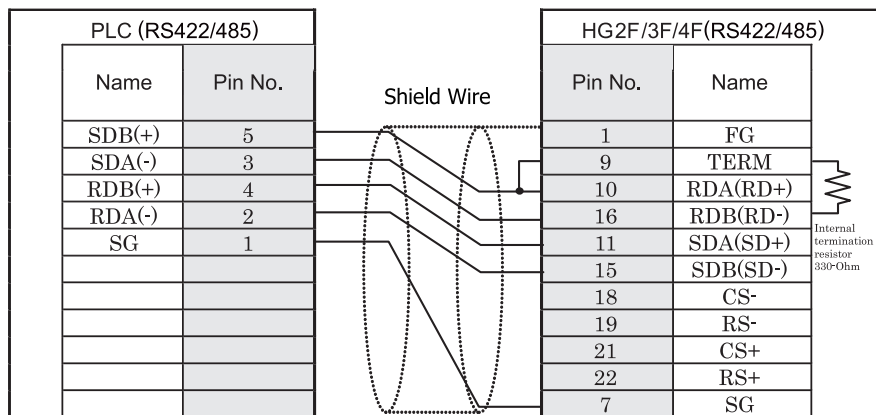 PLC (RS422/485) HG2F/3F/4F(RS422/485)
Name Pin No. Shield Wire Pin No. Name
SDB(+) 5 1 FG
SDA(-) 3 9 TERM
RDB(+) 4 10 RDA(RD+)
RDA(-) 2 16 RDB(RD-)
SG 1 11 SDA(SD+)
15 SDB(SD-)
18 CS-
19 RS-
21 CS+
22 RS+
7 SG
Internal
termination
resistor
330-Ohm